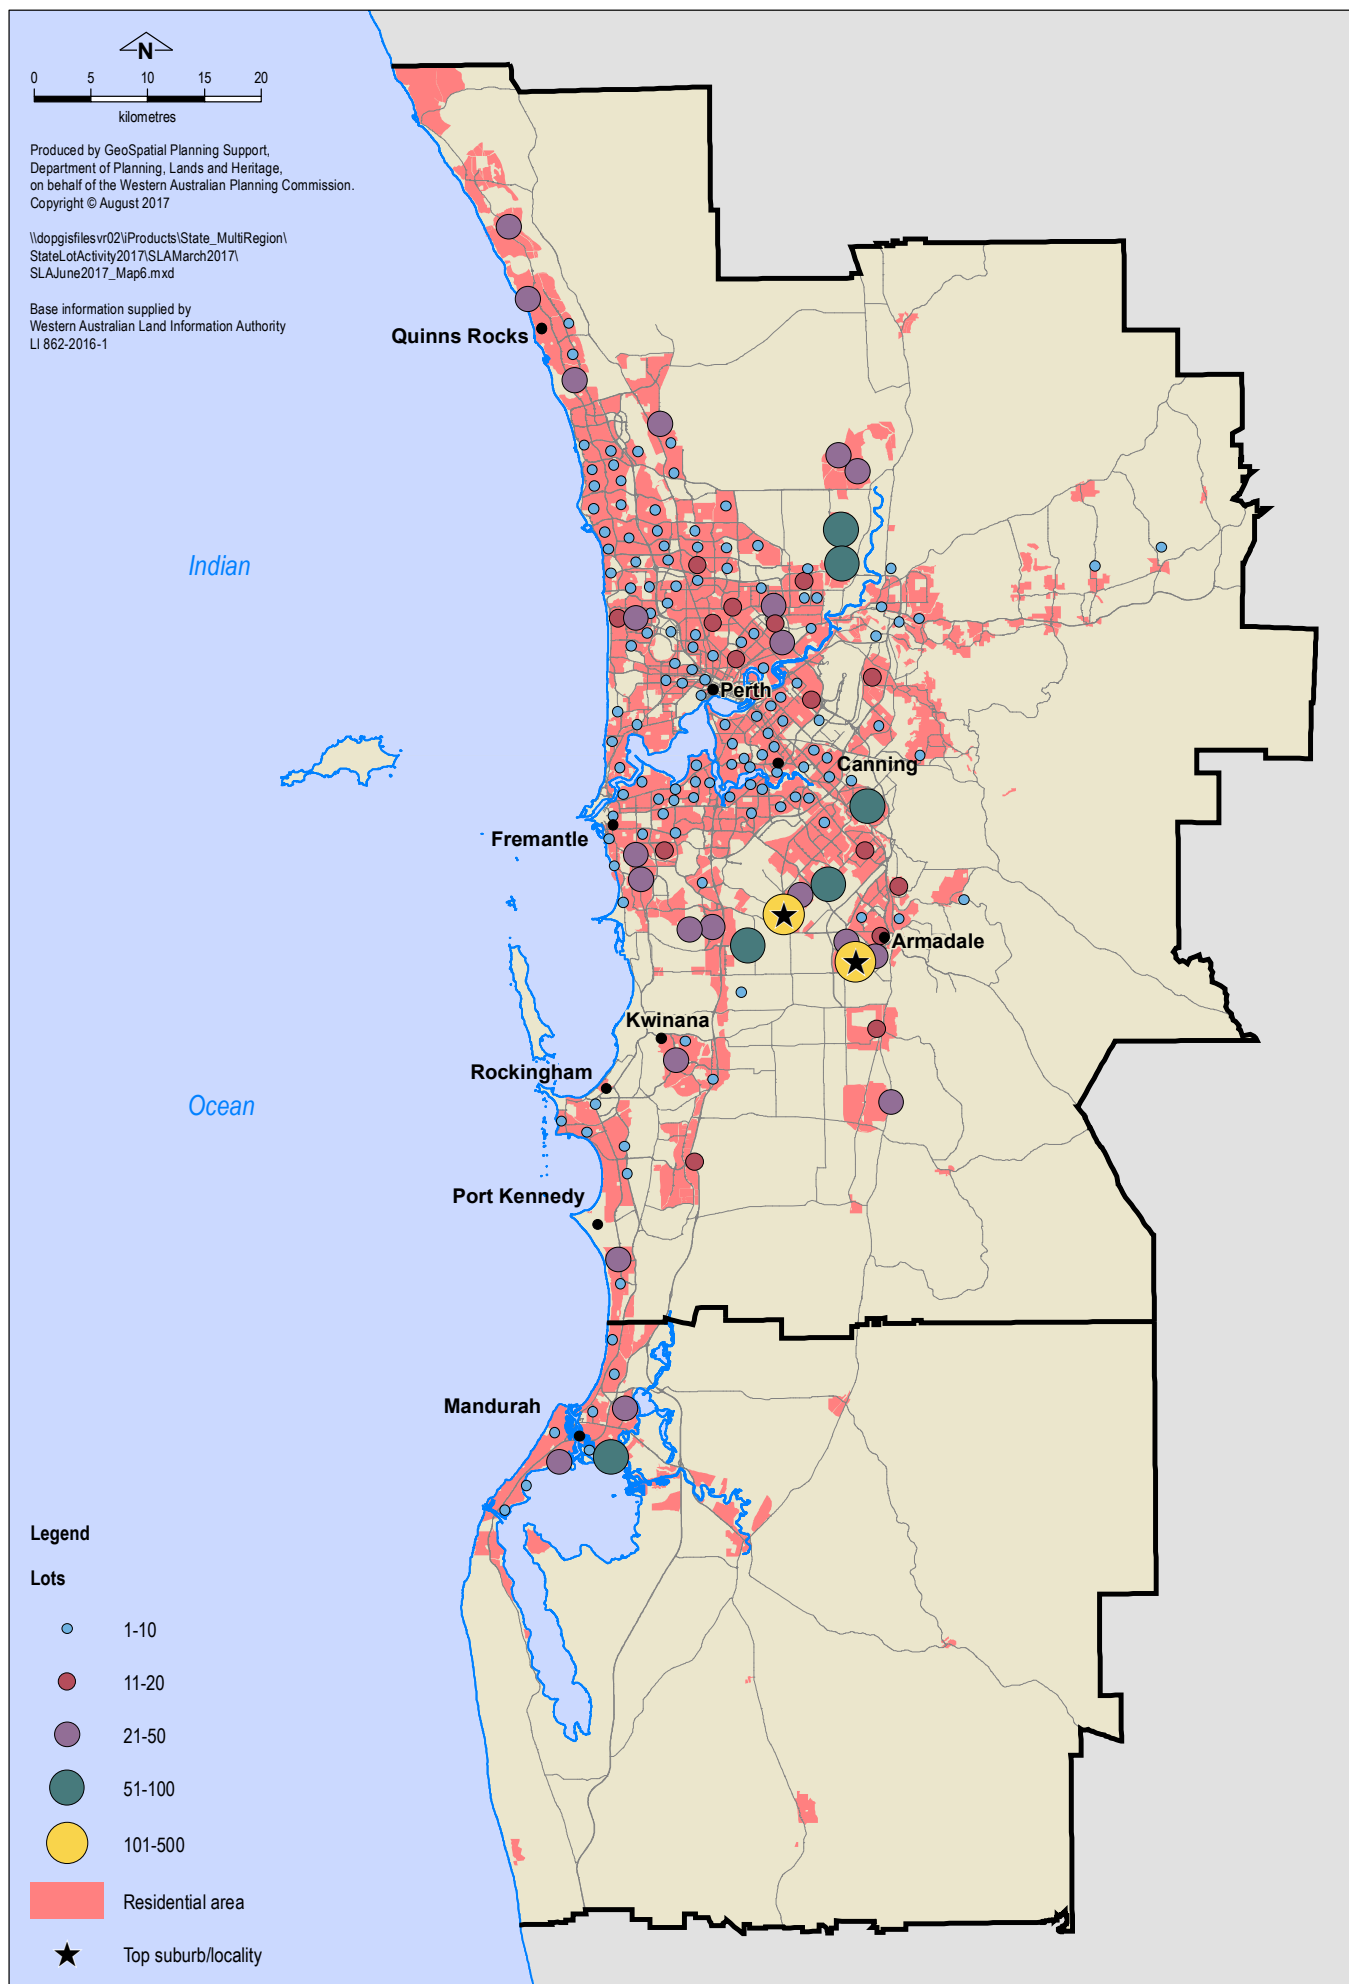 N
0 5 10 15 20
kilometres
Produced by GeoSpatial Planning Support,
Department of Planning, Lands and Heritage,
on behalf of the Western Australian Planning Commission.
Copyright © August 2017
\\dopgisfilesvr02\iProducts\State_MultiRegion\
StateLotActivity2017\SLAMarch2017\
SLAJune2017_Map6.mxd
Base information supplied by
Western Australian Land Information Authority
LI 862-2016-1
Quinns Rocks
Indian
Perth
Canning
Fremantle
Armadale
Kwinana
Rockingham
Ocean
Port Kennedy
Mandurah
Legend
Lots
1-10
11-20
21-50
51-100
101-500
Residential area
Top suburb/locality